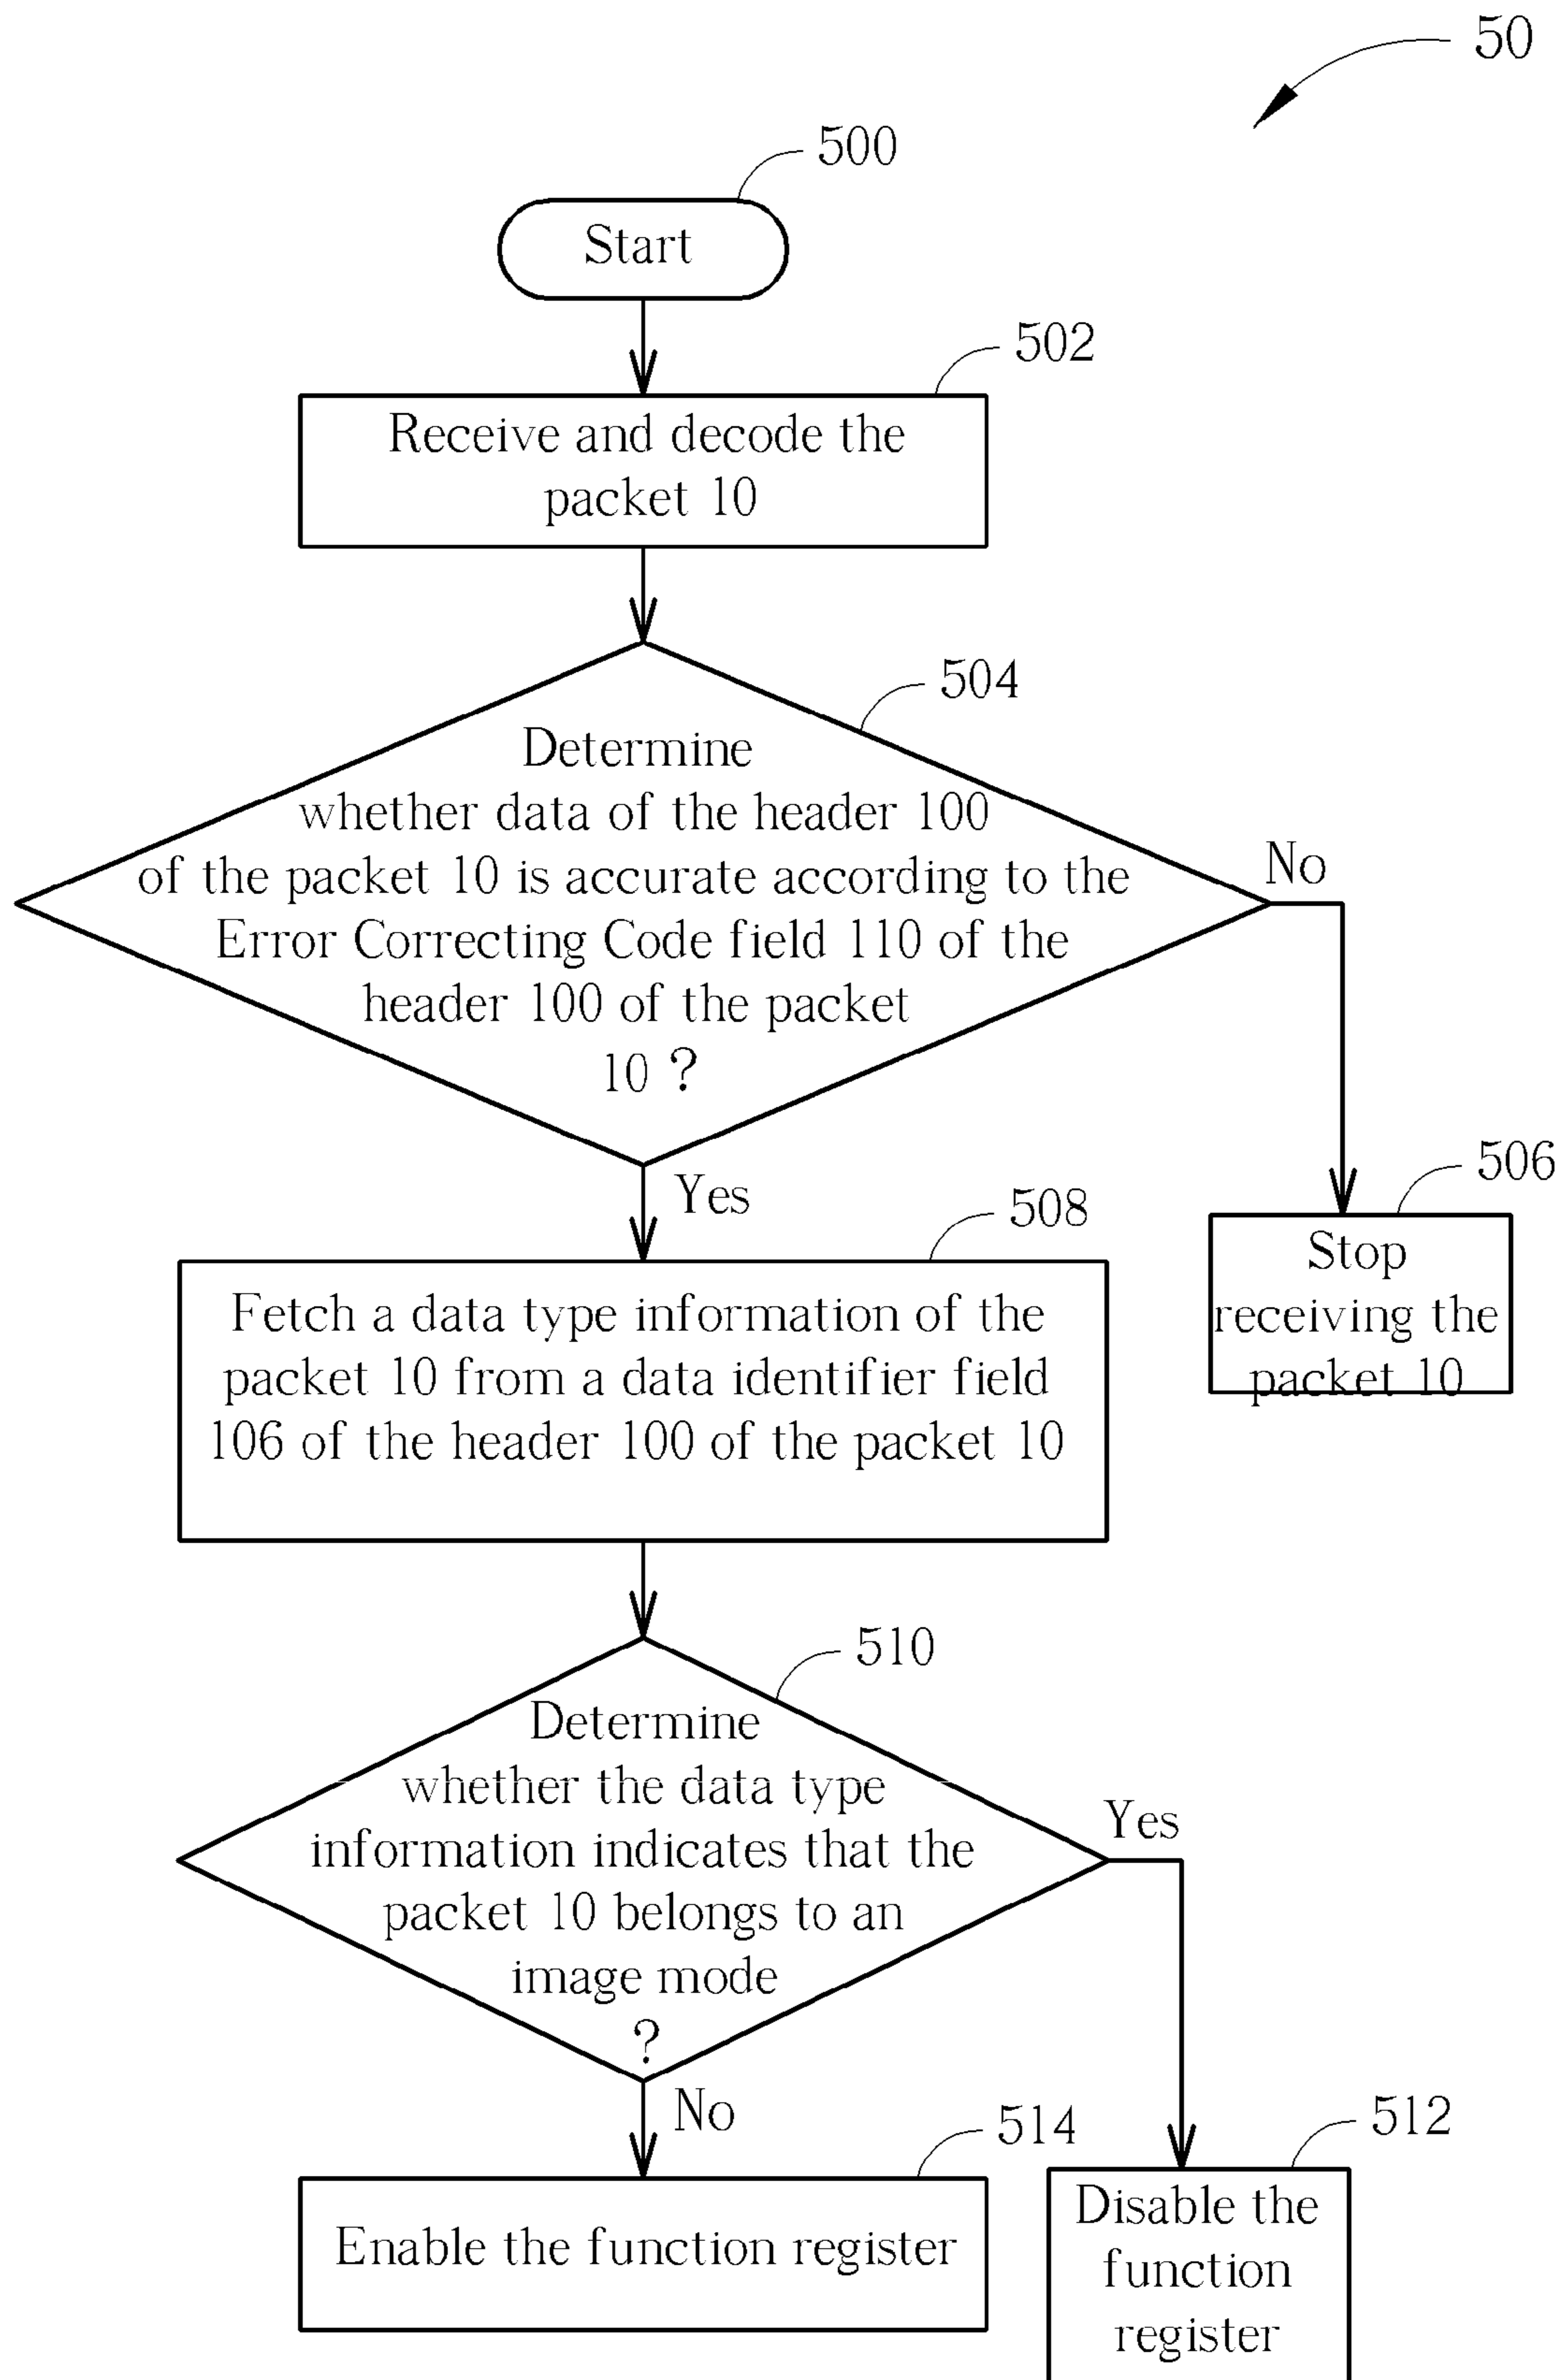 50
500
Start
502
Receive and decode the
packet 10
504
Determine
whether data of the header 100
of the packet 10 is accurate according to the
Error Correcting Code field 110 of the
header 100 of the packet
10 ?
No
Yes
506
Stop
receiving the
packet 10
508
Fetch a data type information of the
packet 10 from a data identifier field
106 of the header 100 of the packet 10
510
Determine
whether the data type
information indicates that the
packet 10 belongs to an
image mode
?
Yes
No
514
Enable the function register
512
Disable the
function
register